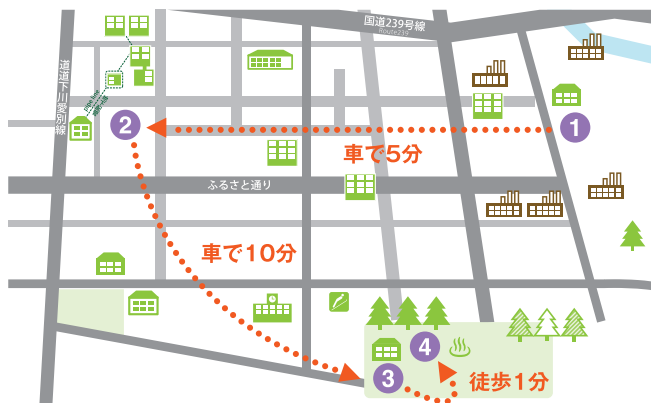 国道239号線
Route239
道道下川愛別線
pipe line
1
2
車で5分
ふるさと通り
車で10分
4
3
徒歩1分